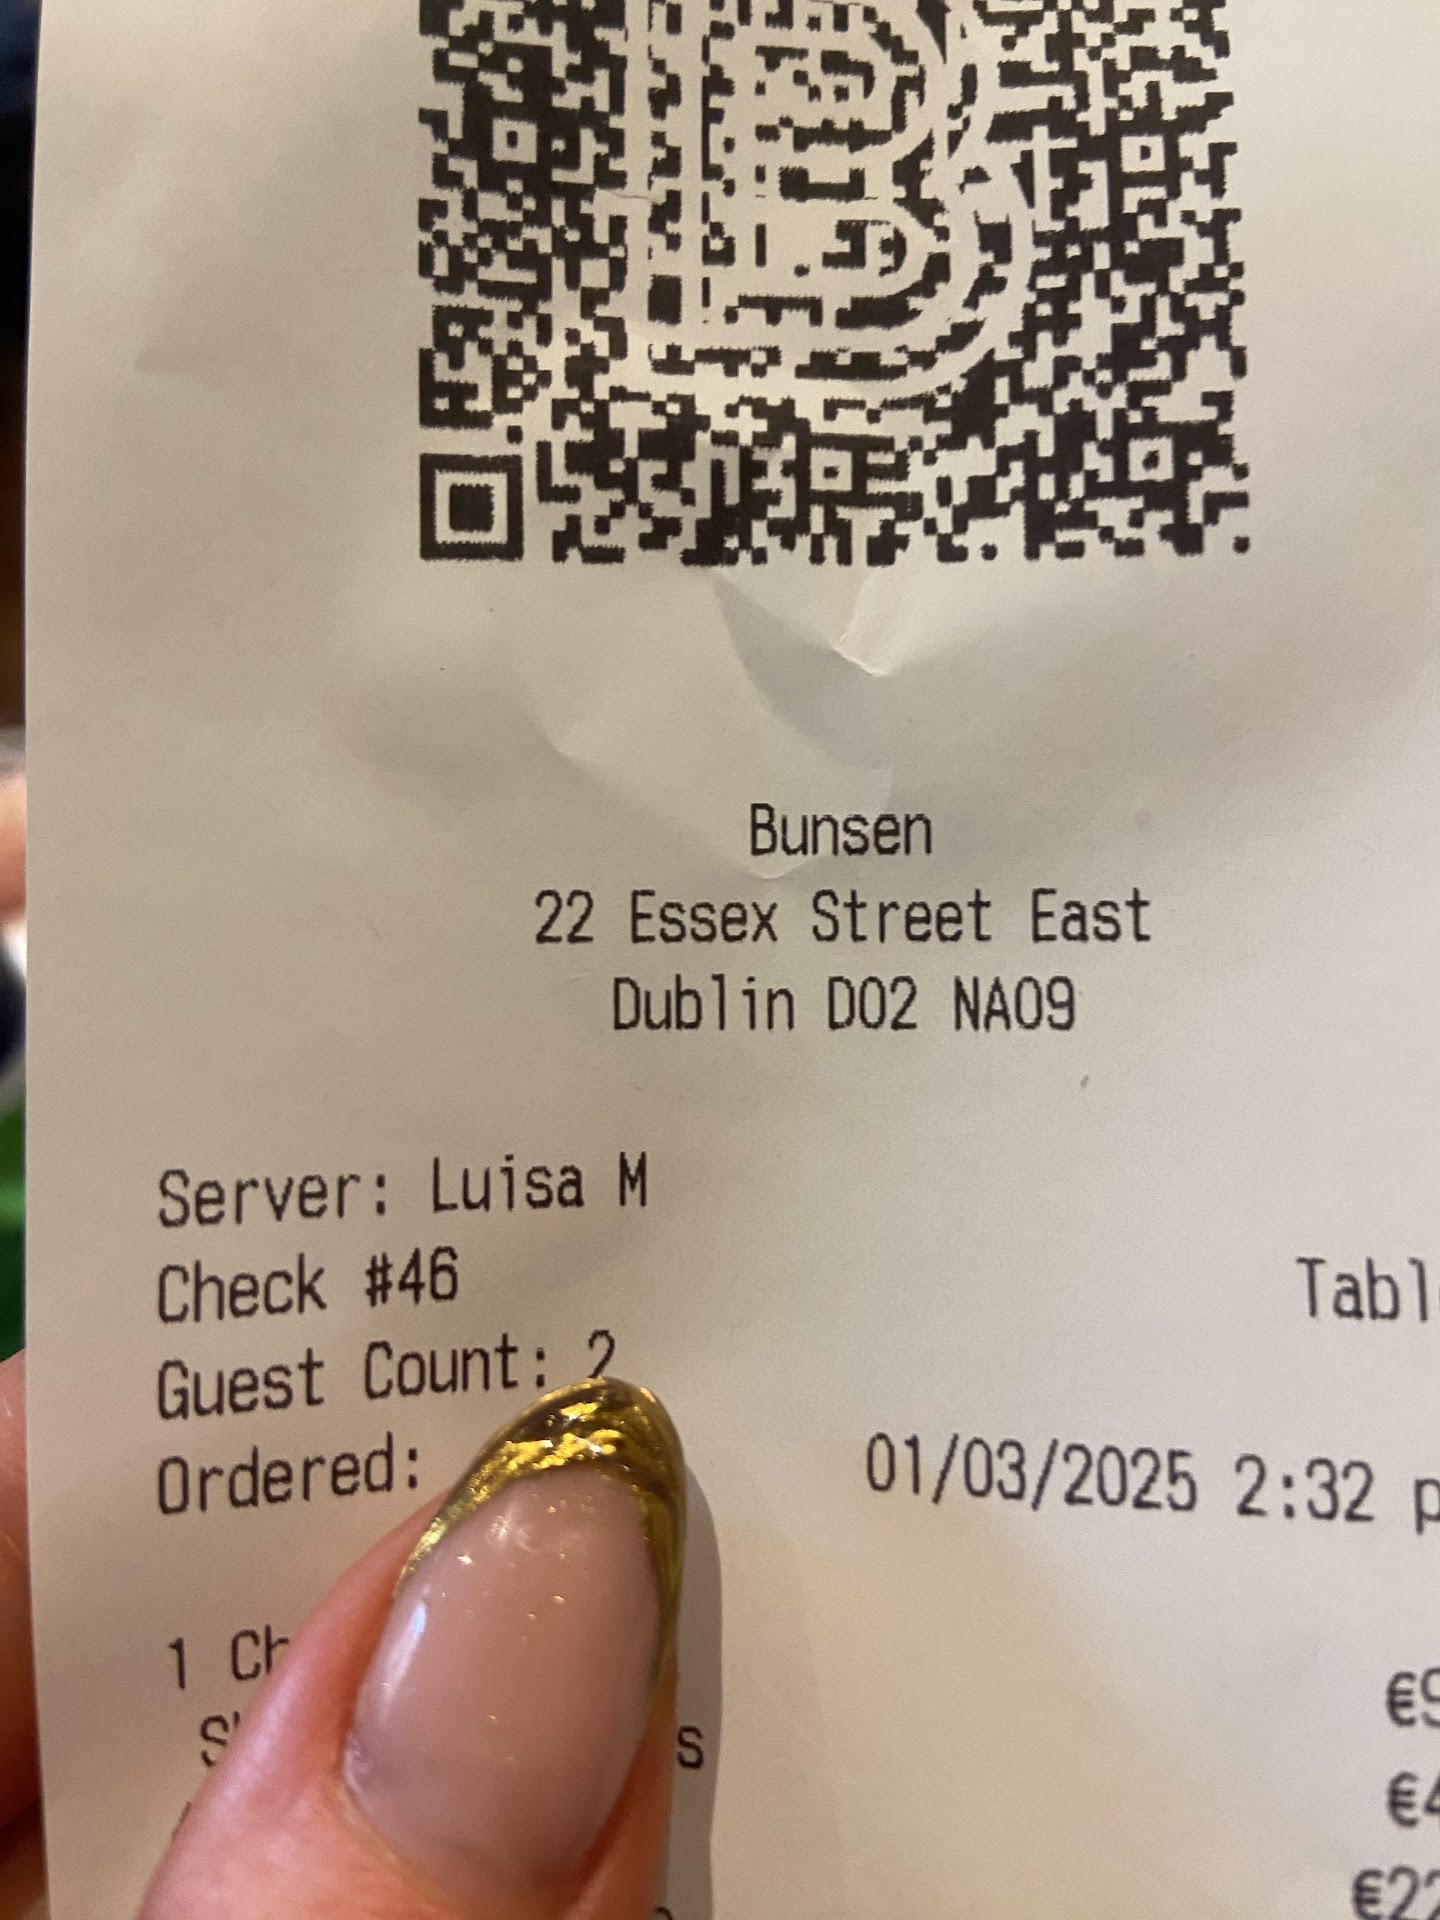 Bunsen
22 Essex Street East
Dublin D02 NA09
Server: Luisa M
Check #46
Guest Count: 2
Ordered: 01/03/2025 2:32
1